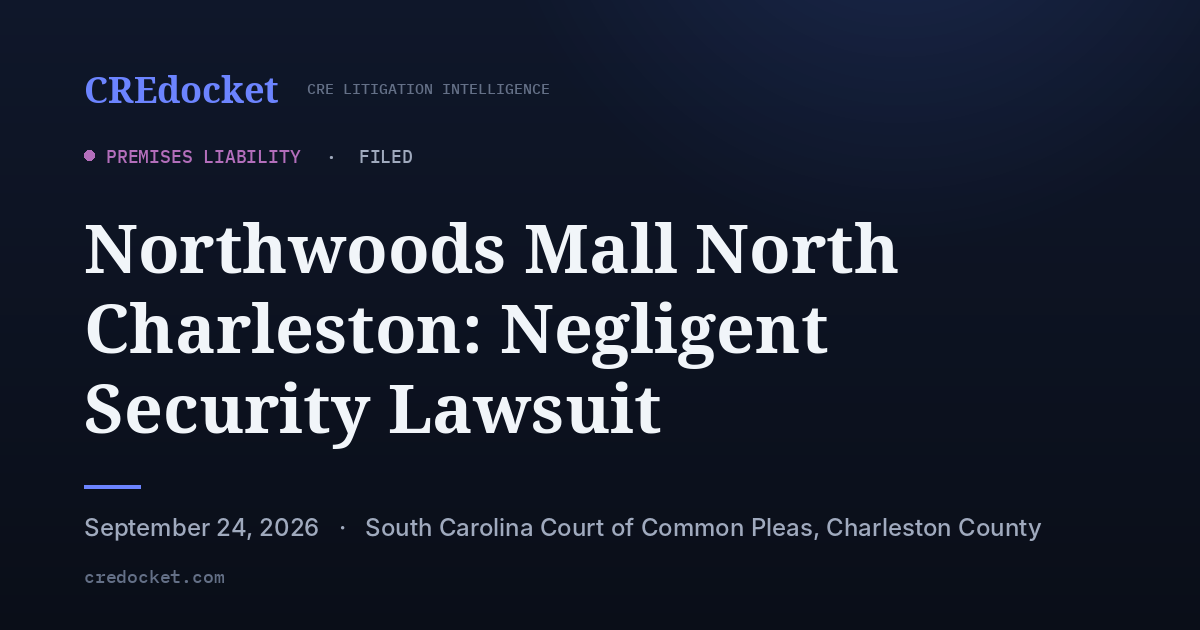 CREdocket CRE LITIGATION INTELLIGENCE
PREMISES LIABILITY · FILED
Northwoods Mall North
Charleston: Negligent
Security Lawsuit
September 24, 2026 · South Carolina Court of Common Pleas, Charleston County
credocket.com